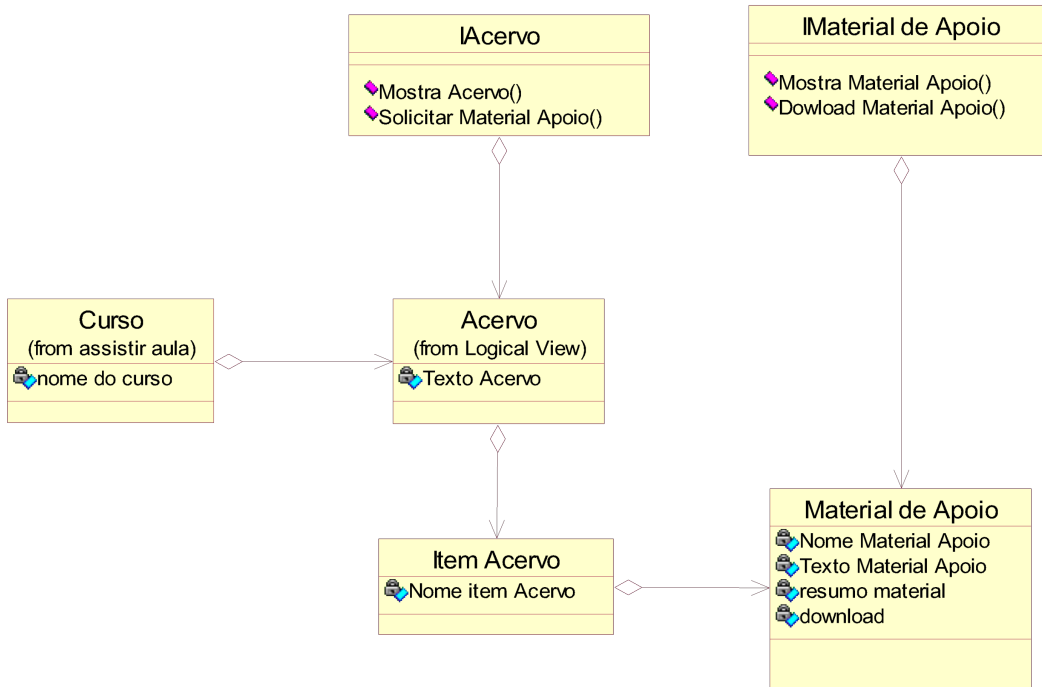 IAcervo
Mostra Acervo()
Solicitar Material Apoio()
IMaterial de Apoio
Mostra Material Apoio()
Dowload Material Apoio()
Curso
(from assistir aula)
nome do curso
Acervo
(from Logical View)
Texto Acervo
Item Acervo
Nome item Acervo
Material de Apoio
Nome Material Apoio
Texto Material Apoio
resumo material
download